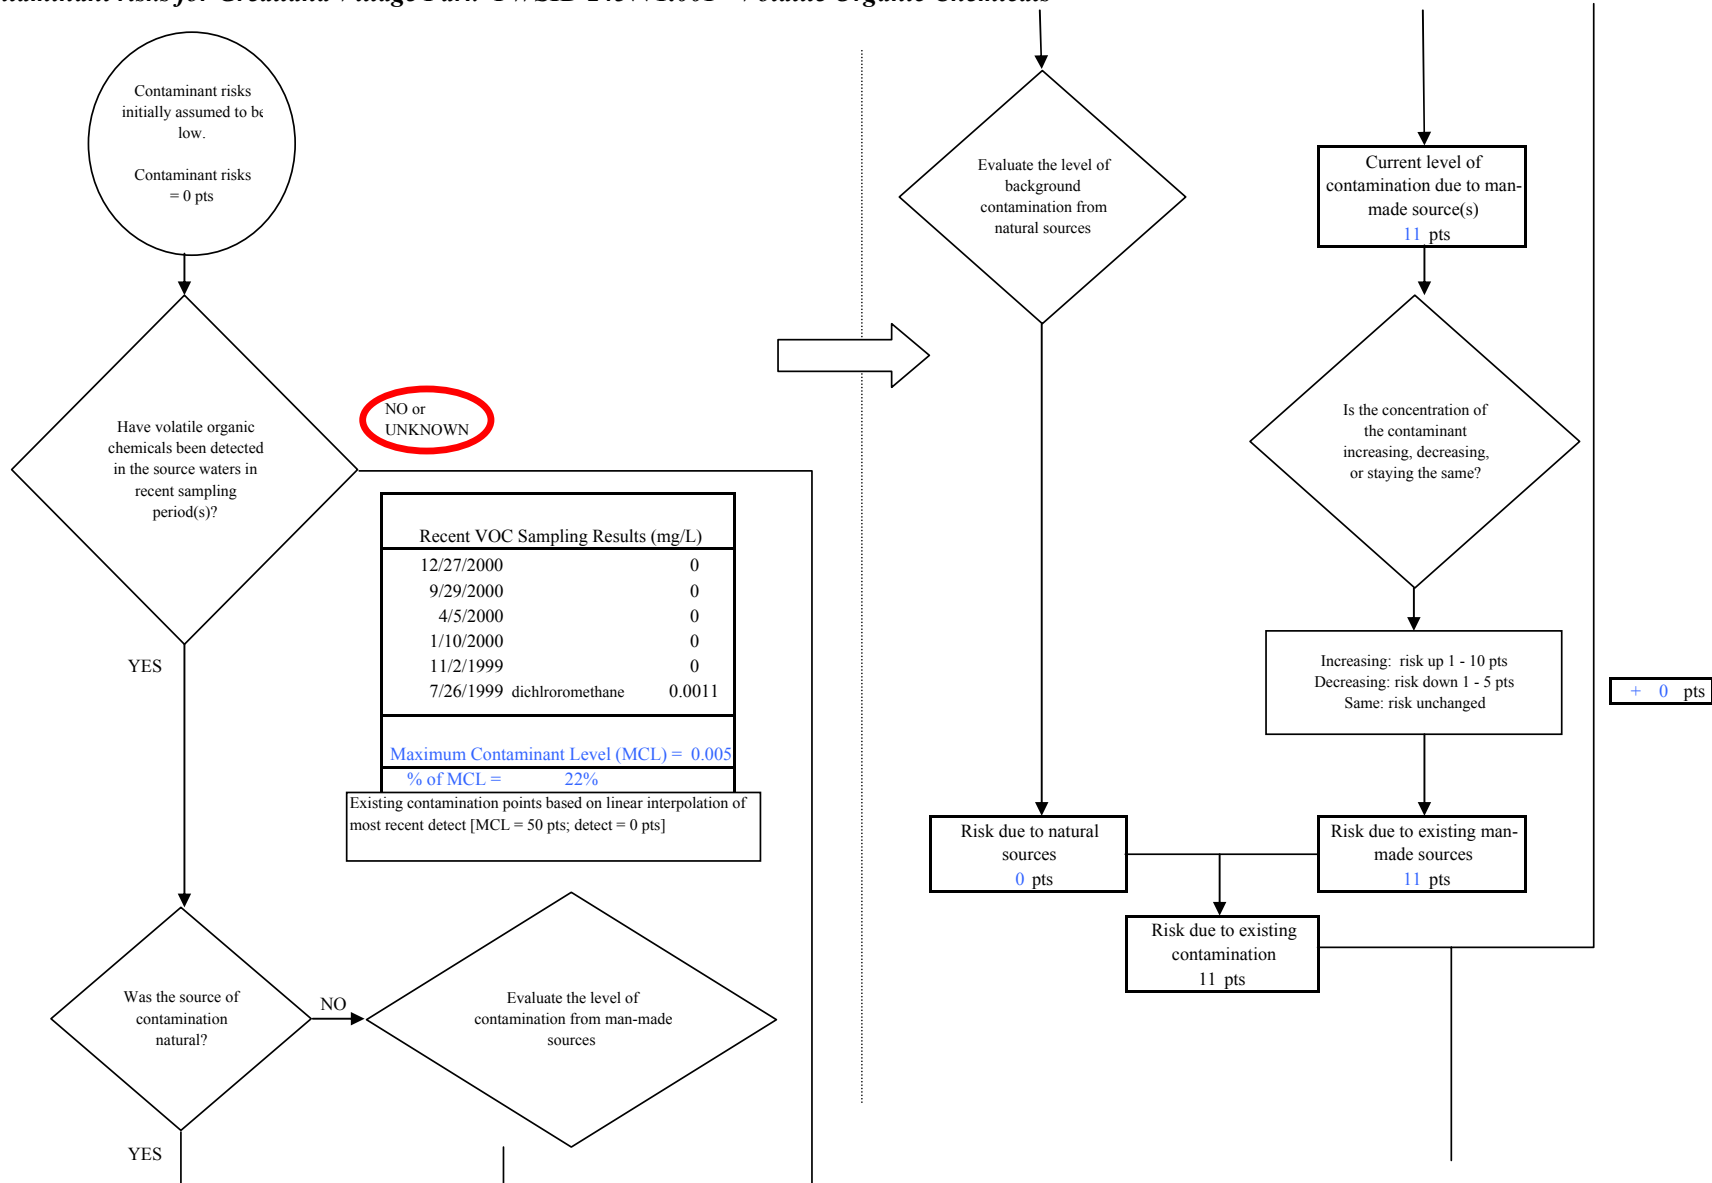 Contaminant risks
initially assumed to be
low.
Contaminant risks
= 0 pts
Have volatile organic
chemicals been detected
in the source waters in
recent sampling
period(s)?
NO or
UNKNOWN
YES
Recent VOC Sampling Results (mg/L)
12/27/2000 0
9/29/2000 0
4/5/2000 0
1/10/2000 0
11/2/1999 0
7/26/1999 dichlroromethane 0.0011
Maximum Contaminant Level (MCL) = 0.005
% of MCL = 22%
Existing contamination points based on linear interpolation of
most recent detect [MCL = 50 pts; detect = 0 pts]
Was the source of
contamination
natural?
NO
YES
Evaluate the level of
contamination from man-made
sources
Evaluate the level of
background
contamination from
natural sources
Current level of
contamination due to man-
made source(s)
11 pts
Is the concentration of
the contaminant
increasing, decreasing,
or staying the same?
Increasing: risk up 1 - 10 pts
Decreasing: risk down 1 - 5 pts
Same: risk unchanged
+ 0 pts
Risk due to natural
sources
0 pts
Risk due to existing man-
made sources
11 pts
Risk due to existing
contamination
11 pts